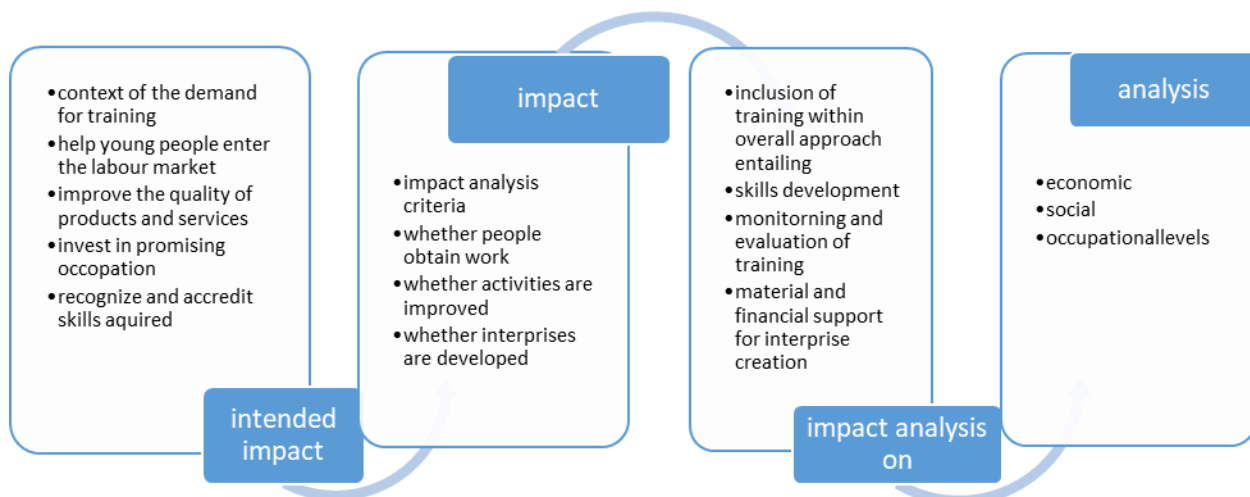 •context of the demand
for training
•help young people enter
the labour market
•improve the quality of
products and services
•invest in promising
occopation
•recognize and accredit
skills aquired
intended
impact
impact
•impact analysis
criteria
•whether people
obtain work
•whether activities are
improved
•whether interprises
are developed
•inclusion of
training within
overall approach
entailing
•skills development
•monitorning and
evaluation of
training
•material and
financial support
for interprise
creation
impact analysis
on
analysis
•economic
•social
•occupationallevels